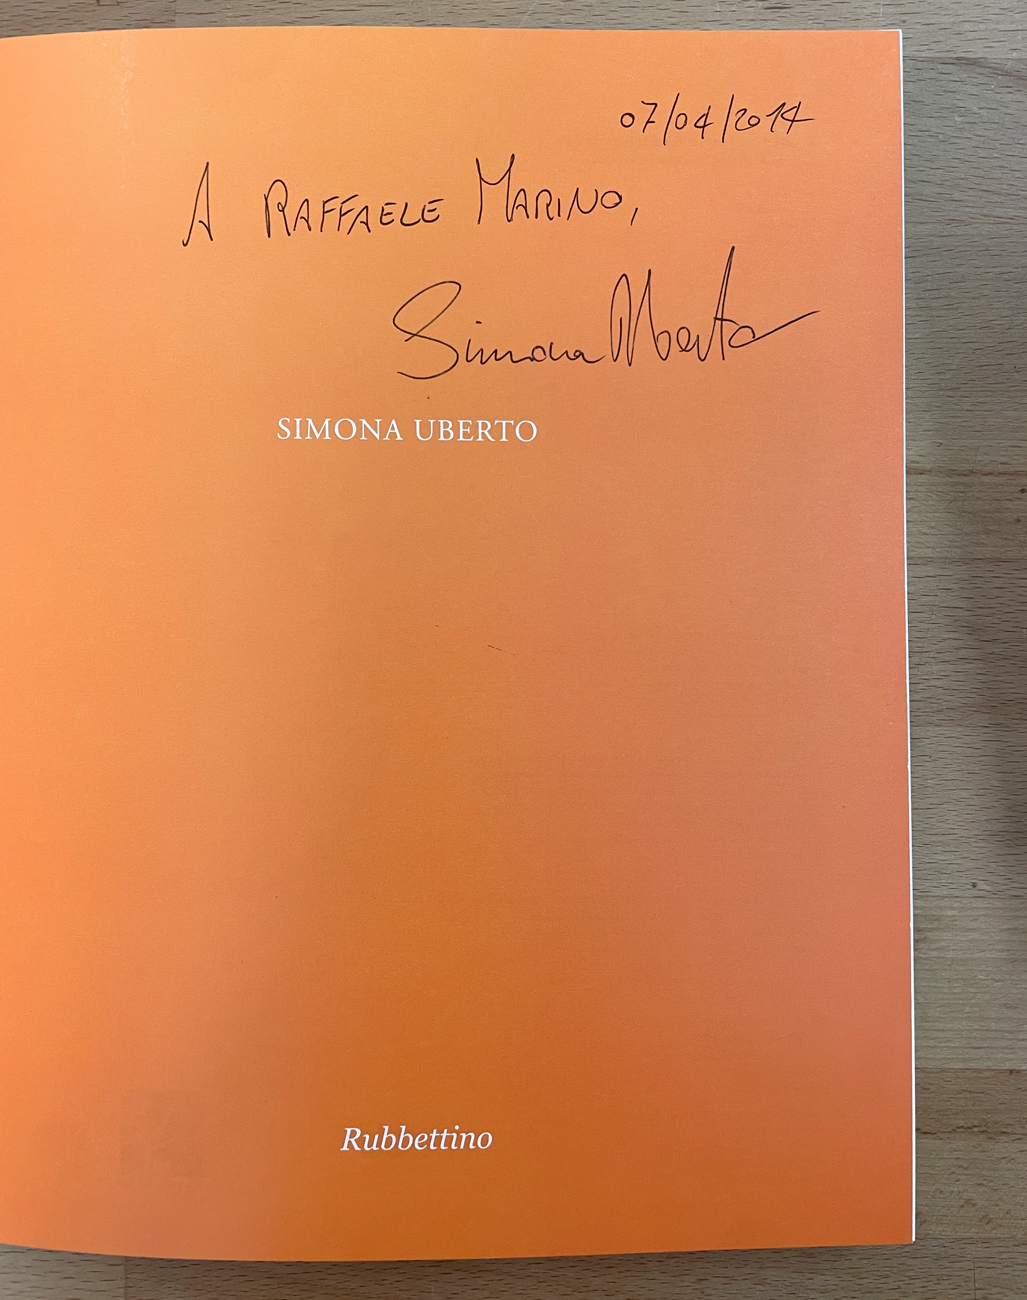 07/04/2014
A RAFFAELE MARINO,
Simona Uberto
SIMONA UBERTO
Rubbettino